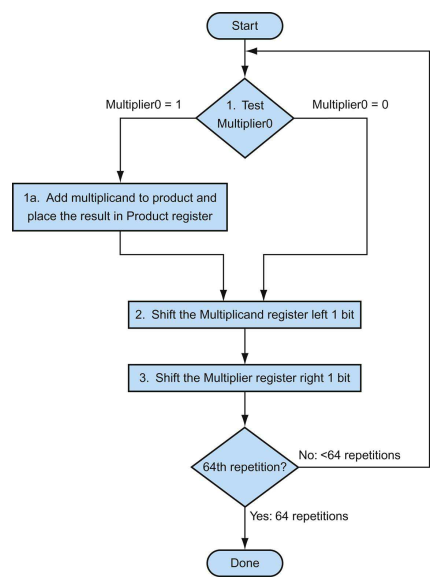 Start
Multiplier0 = 1
1. Test
Multiplier0
Multiplier0 = 0
1a. Add multiplicand to product and
place the result in Product register
2. Shift the Multiplicand register left 1 bit
3. Shift the Multiplier register right 1 bit
64th repetition?
No: <64 repetitions
Yes: 64 repetitions
Done